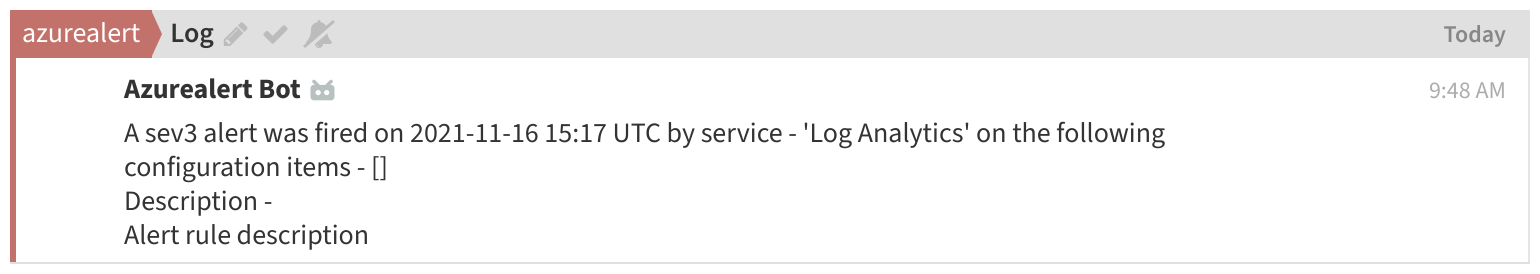 azurealert Log Today
Azurealert Bot 9:48 AM
A sev3 alert was fired on 2021-11-16 15:17 UTC by service - 'Log Analytics' on the following
configuration items - []
Description -
Alert rule description